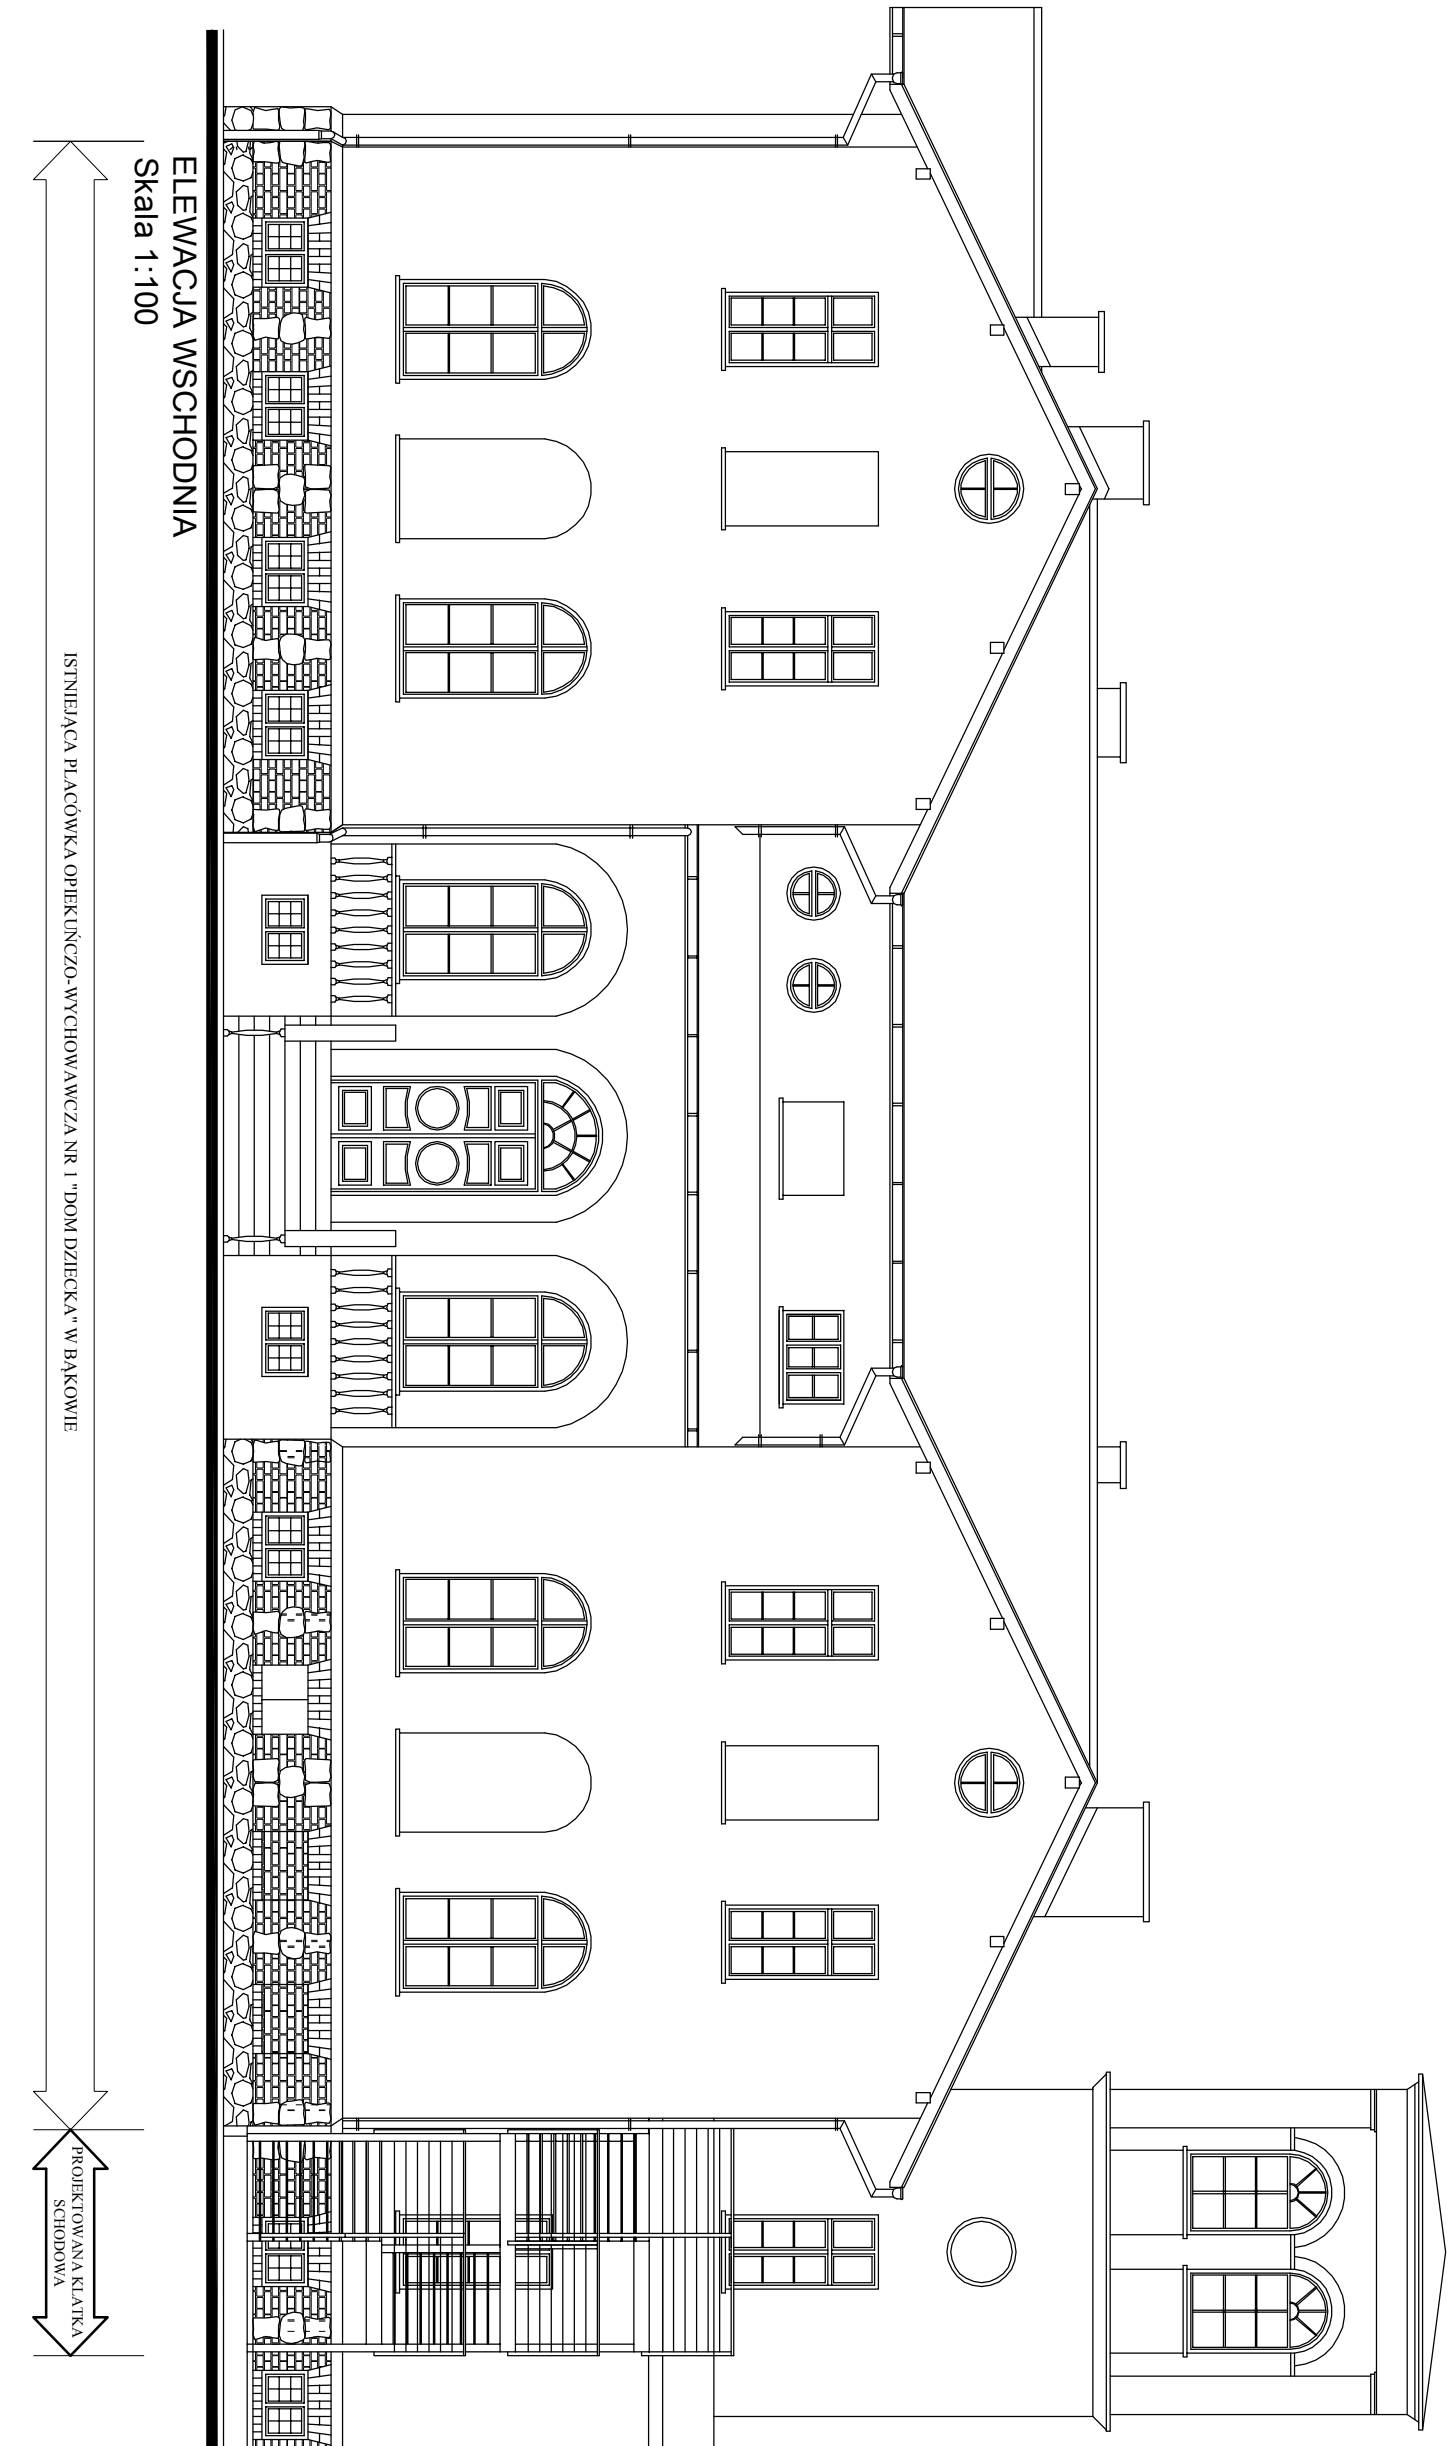 ELEWACJA WSCHODNIA
Skala 1:100
ISTNIEJĄCA PLACÓWKA OPIEKUŃCZO-WYCHOWAWCZA NR 1 "DOM DZIECKA" W BĄKOWIE
PROJEKTOWANA KLATKA
SCHODOWA